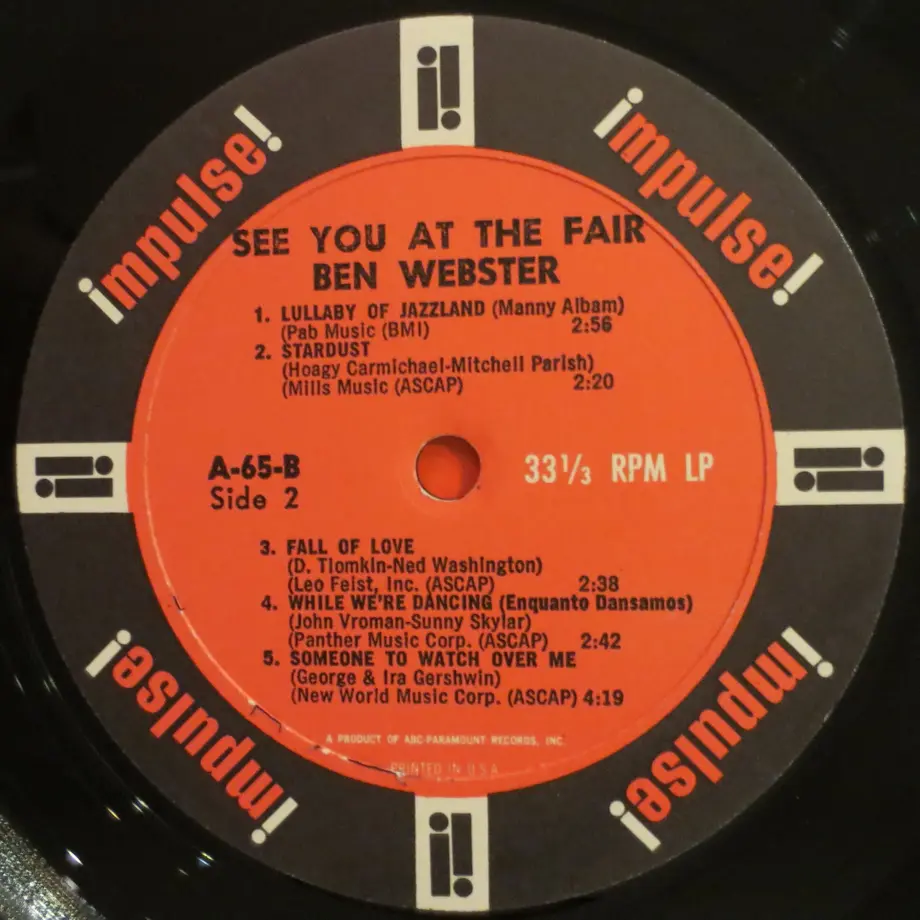 impulse!
impulse!
SEE YOU AT THE FAIR
BEN WEBSTER
1. LULLABY OF JAZZLAND (Manny Albam)
(Pab Music (BMI) 2:56
2. STARDUST
(Hoagy Carmichael-Mitchell Parish)
(Mills Music (ASCAP) 2:20
A-65-B
Side 2
33 1/3 RPM LP
3. FALL OF LOVE
(D. Tiomkin-Ned Washington)
(Leo Feist, Inc. (ASCAP) 2:38
4. WHILE WE'RE DANCING (Enquanto Dansamos)
(John Vroman-Sunny Skylar)
(Panther Music Corp. (ASCAP) 2:42
5. SOMEONE TO WATCH OVER ME
(George & Ira Gershwin)
(New World Music Corp. (ASCAP) 4:19
A PRODUCT OF ABC-PARAMOUNT RECORDS, INC.
PRINTED IN U.S.A.
impulse!
impulse!